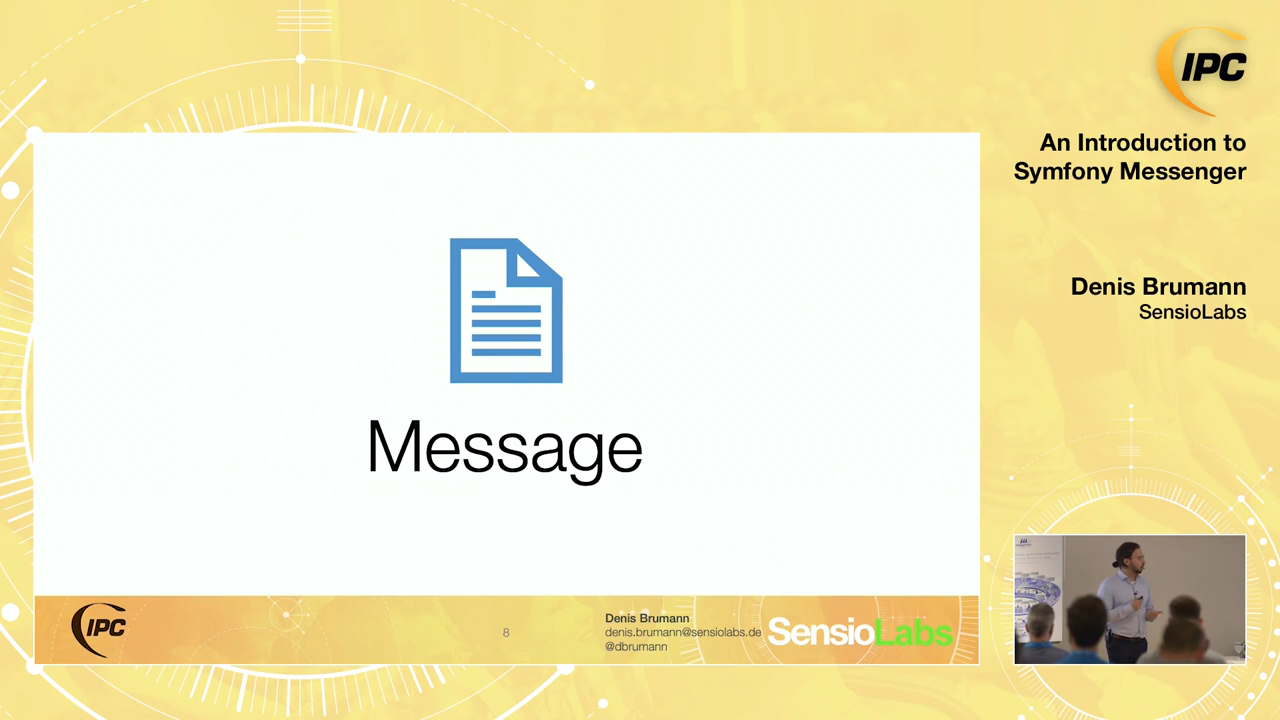 IPC
An Introduction to
Symfony Messenger
Denis Brumann
SensioLabs
Message
IPC
8
Denis Brumann
denis.brumann@sensiolabs.de
@dbrumann
SensioLabs